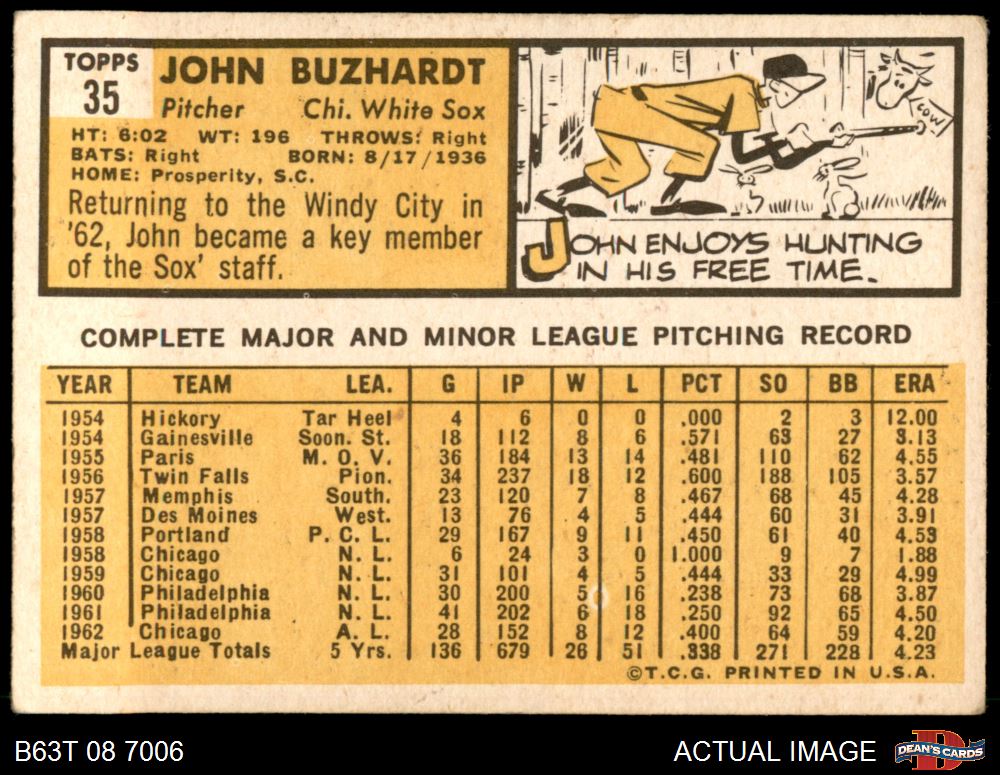 TOPPS
35
JOHN BUZHARDT
Pitcher Chi. White Sox
HT: 6:02 WT: 196 THROWS: Right
BATS: Right BORN: 8/17/1936
HOME: Prosperity, S.C.
Returning to the Windy City in
'62, John became a key member
of the Sox' staff.
COW
JOHN ENJOYS HUNTING
IN HIS FREE TIME.
COMPLETE MAJOR AND MINOR LEAGUE PITCHING RECORD
YEAR TEAM LEA. G IP W L PCT SO BB ERA
1954 Hickory Tar Heel 4 6 0 0 .000 2 3 12.00
1954 Gainesville Soon. St. 18 112 8 6 .571 63 27 3.13
1955 Paris M. O. V. 36 184 13 14 .481 110 62 4.55
1956 Twin Falls Pion. 34 237 18 12 .600 188 105 3.57
1957 Memphis South. 23 120 7 8 .467 68 45 4.28
1957 Des Moines West. 13 76 4 5 .444 60 31 3.91
1958 Portland P. C. L. 29 167 9 11 .450 61 40 4.53
1958 Chicago N. L. 6 24 3 0 1.000 9 7 1.88
1959 Chicago N. L. 31 101 4 5 .444 33 29 4.99
1960 Philadelphia N. L. 30 200 5 16 .238 73 68 3.87
1961 Philadelphia N. L. 41 202 6 18 .250 92 65 4.50
1962 Chicago A. L. 28 152 8 12 .400 64 59 4.20
Major League Totals 5 Yrs. 136 679 26 51 .338 271 228 4.23
©T.C.G. PRINTED IN U.S.A.
B63T 08 7006
ACTUAL IMAGE
D
DEAN'S CARDS